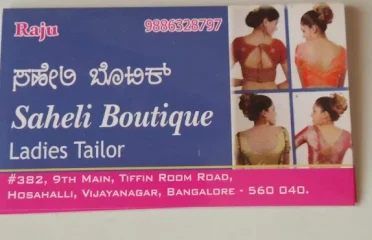 Raju
9886328797
ಸಹೇಲಿ ಬೊಟಿಕ್
Saheli Boutique
Ladies Tailor
#382, 9TH MAIN, TIFFIN ROOM ROAD,
HOSAHALLI, VIJAYANAGAR, BANGALORE - 560 040.